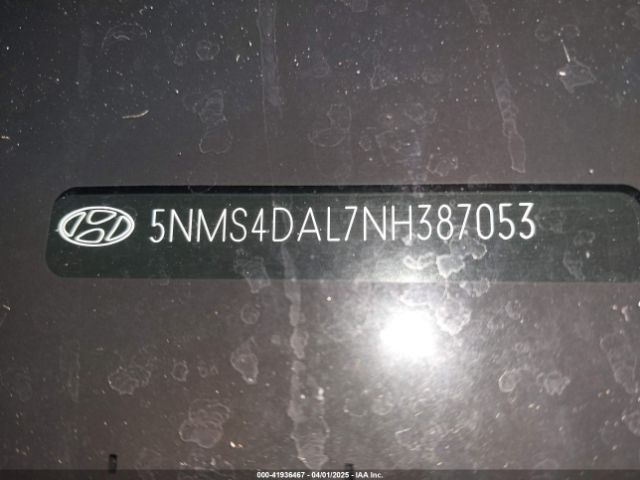 5NMS4DAL7NH387053
000-41936467 - 04/01/2025 - IAA Inc.